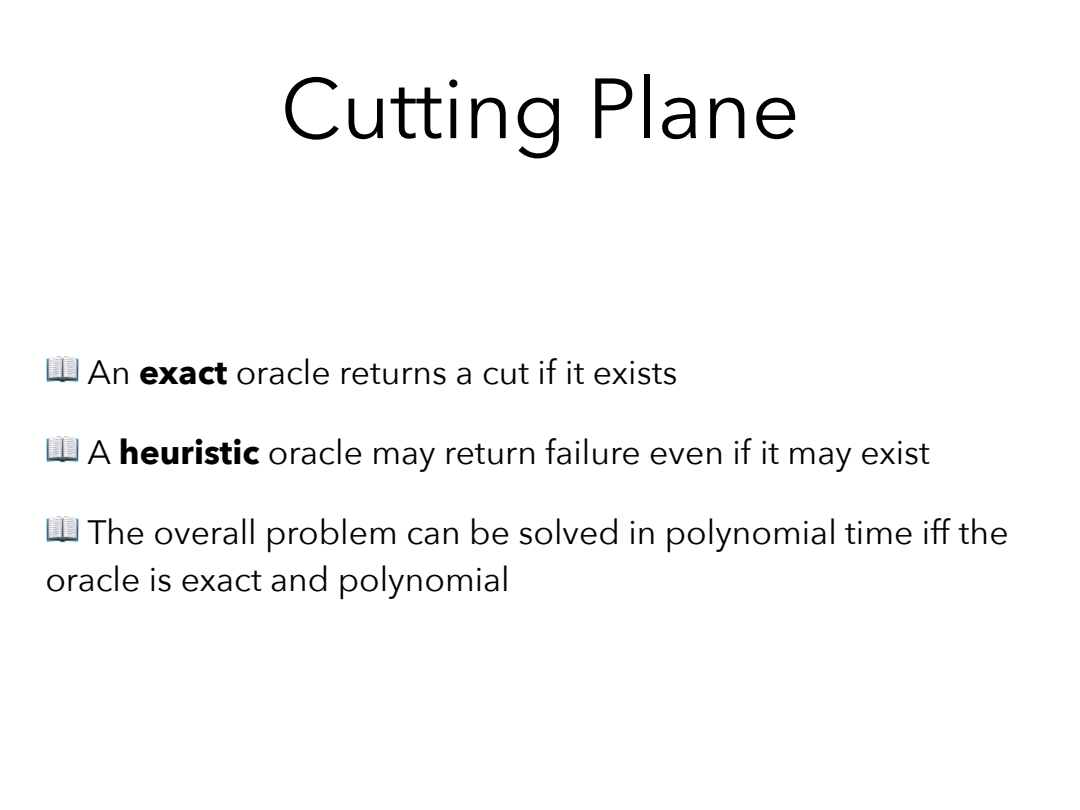 Cutting Plane
📖 An exact oracle returns a cut if it exists
📖 A heuristic oracle may return failure even if it may exist
📖 The overall problem can be solved in polynomial time iff the
oracle is exact and polynomial